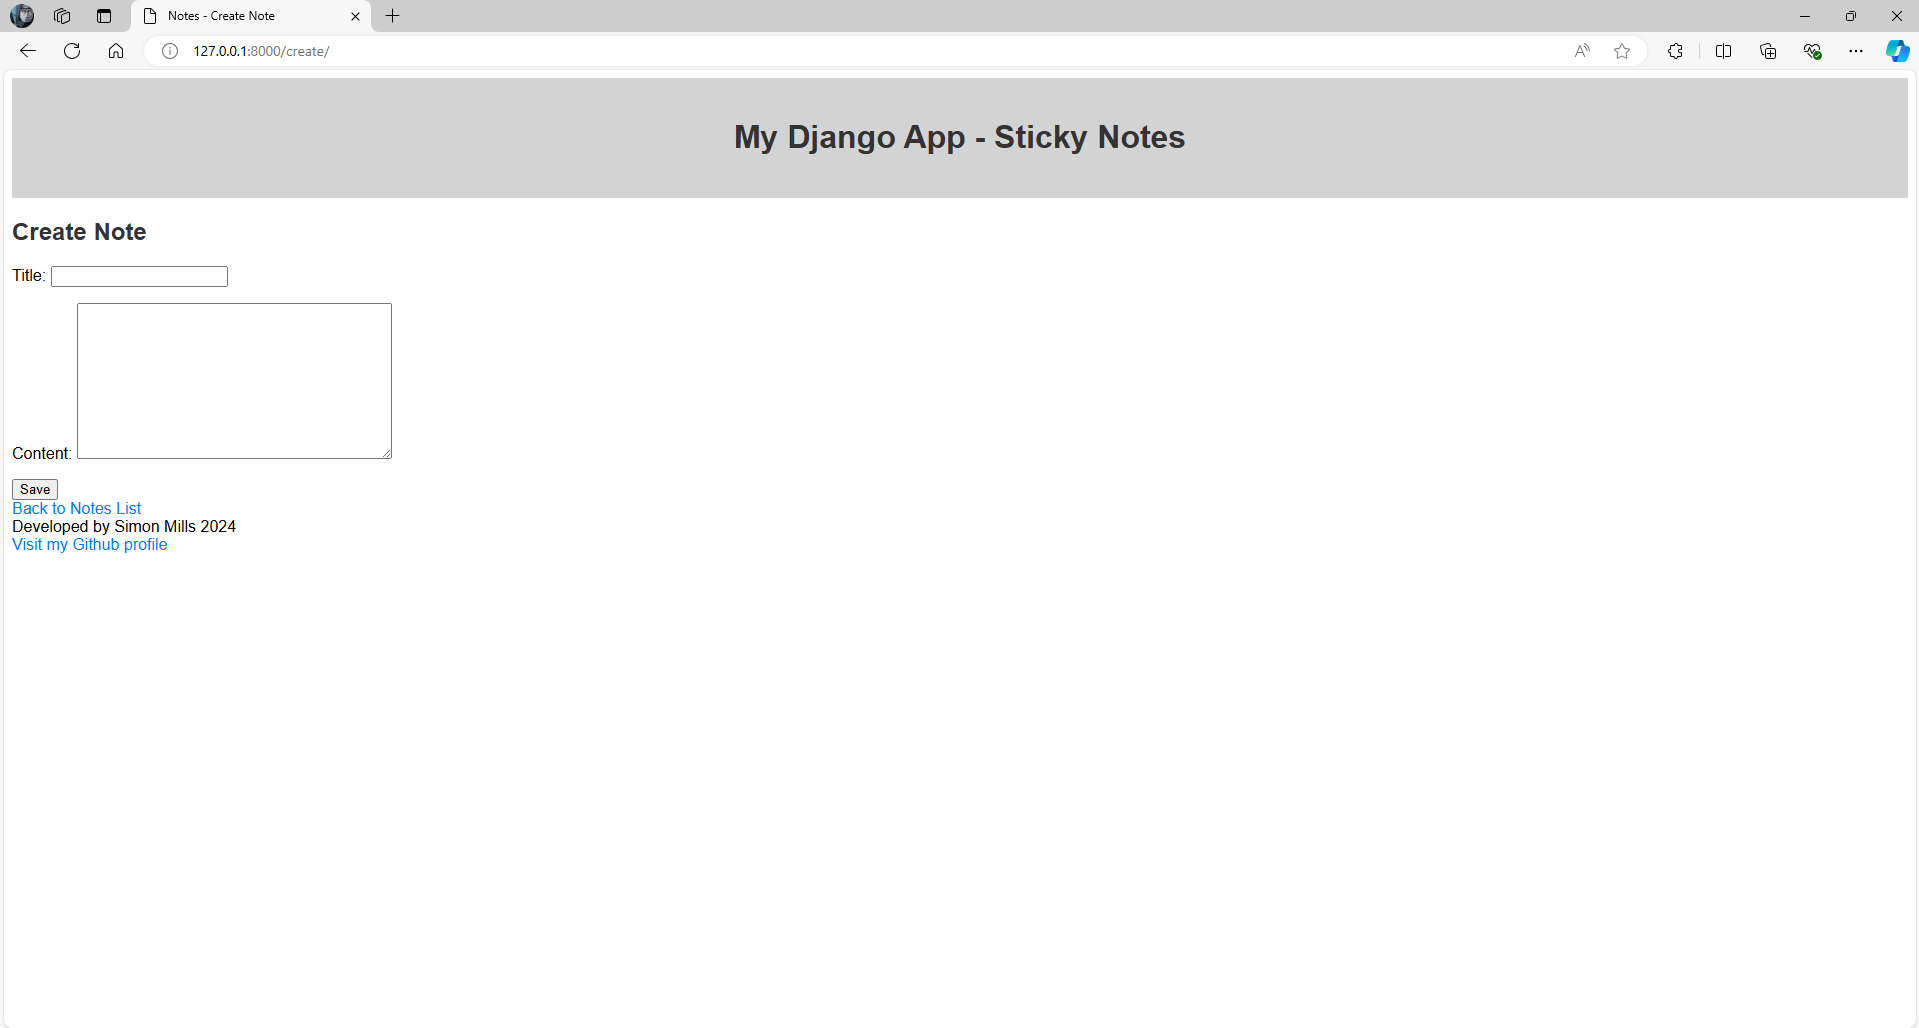 Notes - Create Note
127.0.0.1:8000/create/
My Django App - Sticky Notes
Create Note
Title:
Content:
Save
Back to Notes List
Developed by Simon Mills 2024
Visit my Github profile